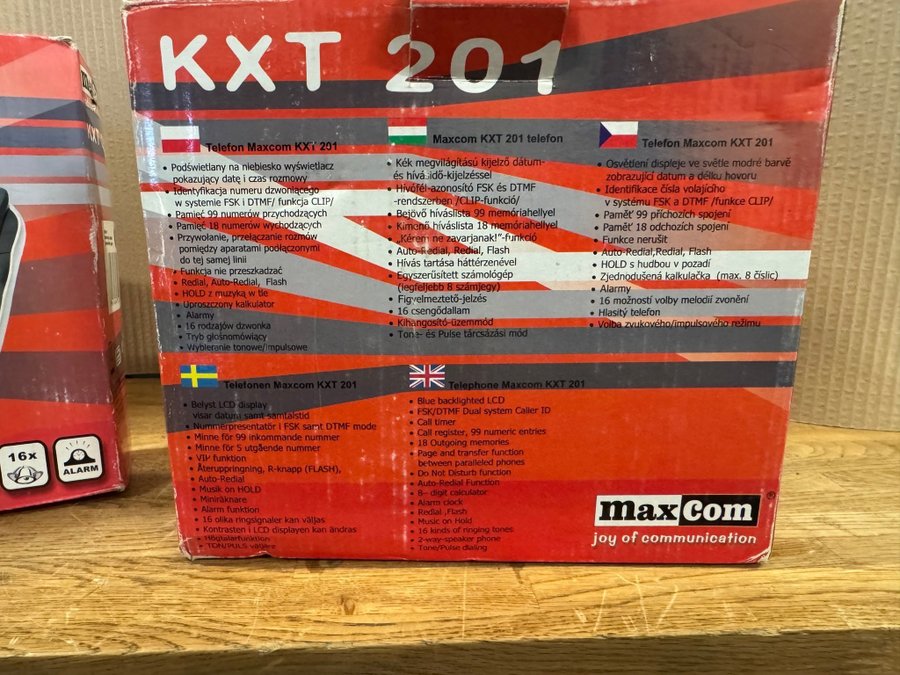 KXT 201
Telefon Maxcom KXT 201
• Podświetlany na niebiesko wyświetlacz
pokazujący datę i czas rozmowy
• Identyfikacja numeru dzwoniącego
w systemie FSK i DTMF/ funkcja CLIP/
• Pamięć 99 numerów przychodzących
• Pamięć 18 numerów wychodzących
• Przywołanie, przełączanie rozmów
pomiędzy aparatami podłączonymi
do tej samej linii
• Funkcja nie przeszkadzać
• Redial, Auto-Redial, Flash
• HOLD z muzyką w tle
• Uproszczony kalkulator
• Alarmy
• 16 rodzajów dzwonka
• Tryb głośnomówiący
• Wybieranie tonowe/impulsowe
Maxcom KXT 201 telefon
• Kék megvilágítású kijelző dátum-
és hívásidő-kijelzéssel
• Hívófél-azonosító FSK és DTMF
-rendszerben /CLIP-funkció/
• Bejövő híváslista 99 memóriahellyel
• Kimenő híváslista 18 memóriahellyel
• „Kérem ne zavarjanak!"-funkció
• Auto-Redial, Redial, Flash
• Hívás tartása háttérzenével
• Egyszerűsített számológép
(legfeljebb 8 számjegy)
• Figyelmeztető-jelzés
• 16 csengődallam
• Kihangosító-üzemmód
• Tone- és Pulse tárcsázási mód
Telefon Maxcom KXT 201
• Osvětlení displeje ve světle modré barvě
zobrazující datum a délku hovoru
• Identifikace čísla volajícího
v systému FSK a DTMF /funkce CLIP/
• Paměť 99 příchozích spojení
• Paměť 18 odchozích spojení
• Funkce nerušit
• Auto-Redial,Redial, Flash
• HOLD s hudbou v pozadí
• Zjednodušená kalkulačka (max. 8 číslic)
• Alarmy
• 16 možností volby melodií zvonění
• Hlasitý telefon
• Volba zvukového/impulsového režimu
Telefonen Maxcom KXT 201
• Belyst LCD display
visar datum samt samtalstid
• Nummerpresentatör i FSK samt DTMF mode
• Minne för 99 inkommande nummer
• Minne för 5 utgående nummer
• VIP funktion
• Återuppringning, R-knapp (FLASH),
• Auto-Redial
• Musik on HOLD
• Miniräknare
• Alarm funktion
• 16 olika ringsignaler kan väljas
• Kontrasten i LCD displayen kan ändras
• Högtalarfunktion
• TON/PULS väljare
Telephone Maxcom KXT 201
• Blue backlighted LCD
• FSK/DTMF Dual system Caller ID
• Call timer
• Call register, 99 numeric entries
• 18 Outgoing memories
• Page and transfer function
between paralleled phones
• Do Not Disturb function
• Auto-Redial Function
• 8- digit calculator
• Alarm clock
• Redial ,Flash
• Music on Hold
• 16 kinds of ringing tones
• 2-way-speaker phone
• Tone/Pulse dialing
maxcom®
joy of communication
16x
ALARM